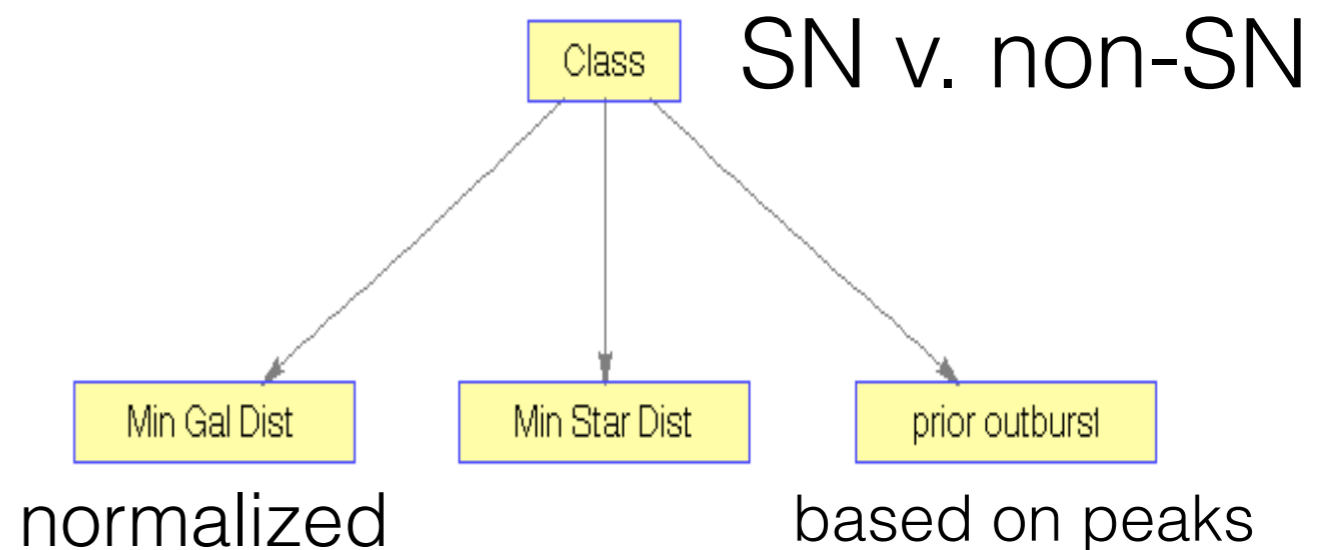 Class
SN v. non-SN
Min Gal Dist
Min Star Dist
prior outburst
normalized
based on peaks